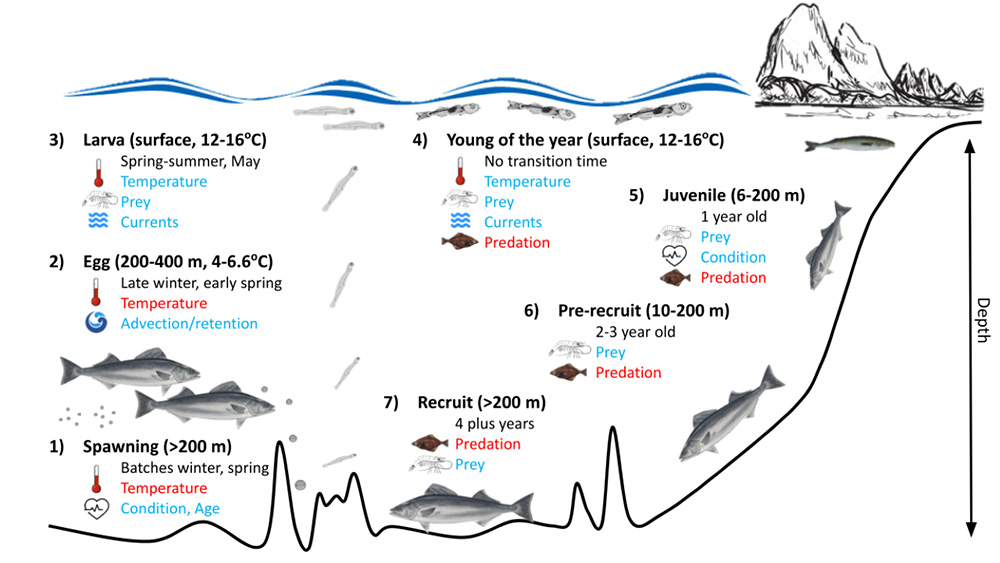 3) Larva (surface, 12-16ºC)
Spring-summer, May
Temperature
Prey
Currents
4) Young of the year (surface, 12-16ºC)
No transition time
Temperature
Prey
Currents
Predation
5) Juvenile (6-200 m)
1 year old
Prey
Condition
Predation
2) Egg (200-400 m, 4-6.6ºC)
Late winter, early spring
Temperature
Advection/retention
6) Pre-recruit (10-200 m)
2-3 year old
Prey
Predation
7) Recruit (>200 m)
4 plus years
Predation
Prey
1) Spawning (>200 m)
Batches winter, spring
Temperature
Condition, Age
Depth